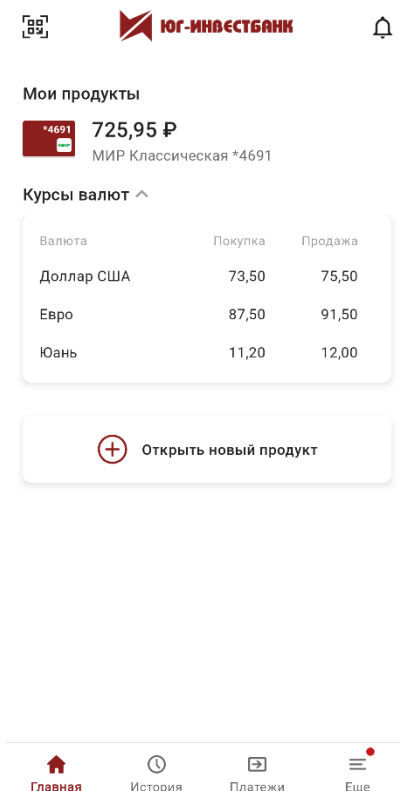 ЮГ-ИНВЕСТБАНК
Мои продукты
*4691
МИР
725,95 ₽
МИР Классическая *4691
Курсы валют
Валюта Покупка Продажа
Доллар США 73,50 75,50
Евро 87,50 91,50
Юань 11,20 12,00
Открыть новый продукт
Главная История Платежи Еще